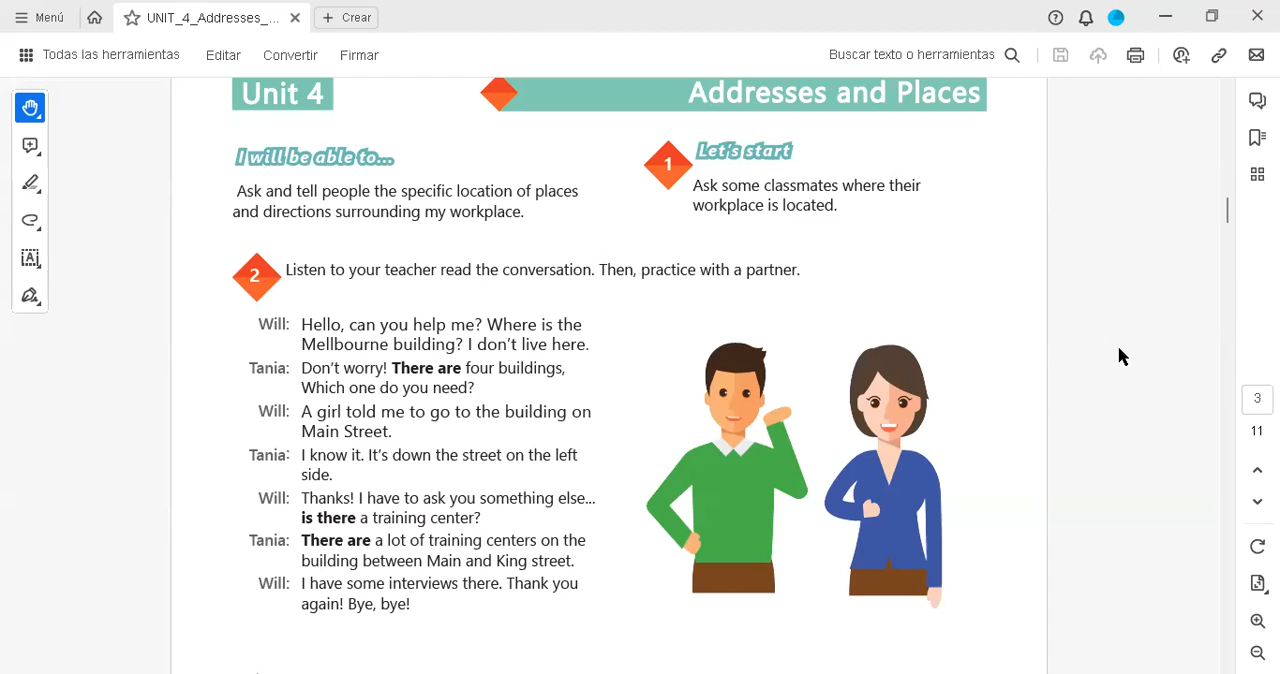 Menú
UNIT_4_Addresses_...
Crear
Todas las herramientas
Editar
Convertir
Firmar
Buscar texto o herramientas
Unit 4
Addresses and Places
I will be able to...
Ask and tell people the specific location of places
and directions surrounding my workplace.
1
Let's start
Ask some classmates where their
workplace is located.
2
Listen to your teacher read the conversation. Then, practice with a partner.
Will: Hello, can you help me? Where is the
Mellbourne building? I don't live here.
Tania: Don't worry! There are four buildings,
Which one do you need?
Will: A girl told me to go to the building on
Main Street.
Tania: I know it. It's down the street on the left
side.
Will: Thanks! I have to ask you something else...
is there a training center?
Tania: There are a lot of training centers on the
building between Main and King street.
Will: I have some interviews there. Thank you
again! Bye, bye!
3
11